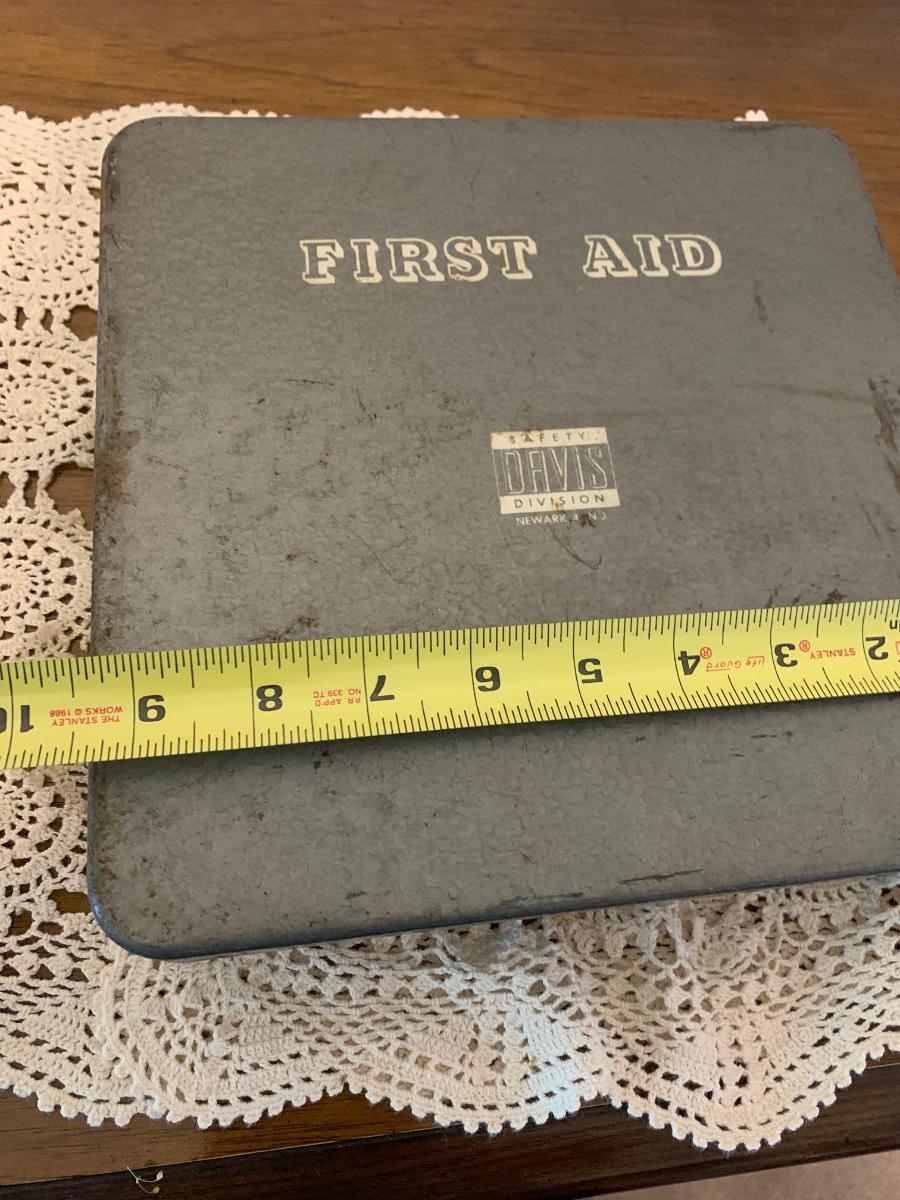 FIRST AID
SAFETY
DAVIS
DIVISION
NEWARK 4, N.J.
in
2
3
STANLEY®
4
Life Guard®
5
6
7
P.R. APP'D
NO. 339 TC
8
9
THE STANLEY
WORKS © 1968
10